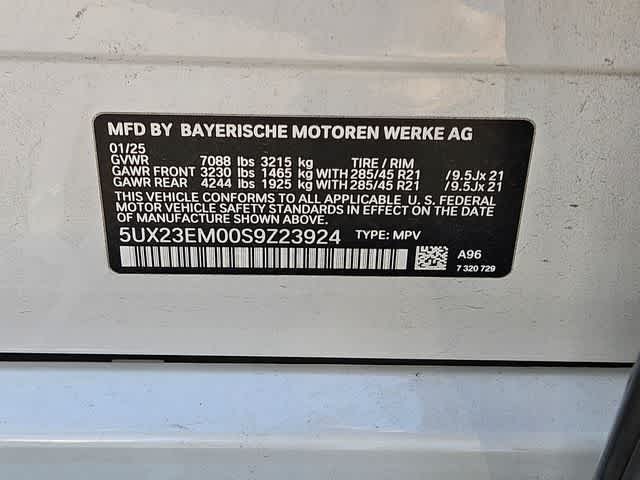 MFD BY BAYERISCHE MOTOREN WERKE AG
01/25
GVWR 7088 lbs 3215 kg TIRE / RIM
GAWR FRONT 3230 lbs 1465 kg WITH 285/45 R21 /9.5Jx 21
GAWR REAR 4244 lbs 1925 kg WITH 285/45 R21 /9.5Jx 21
THIS VEHICLE CONFORMS TO ALL APPLICABLE U. S. FEDERAL
MOTOR VEHICLE SAFETY STANDARDS IN EFFECT
ON THE DATE OF MANUFACTURE SHOWN ABOVE.
5UX23EM00S9Z23924 TYPE: MPV
A96
7 320 729